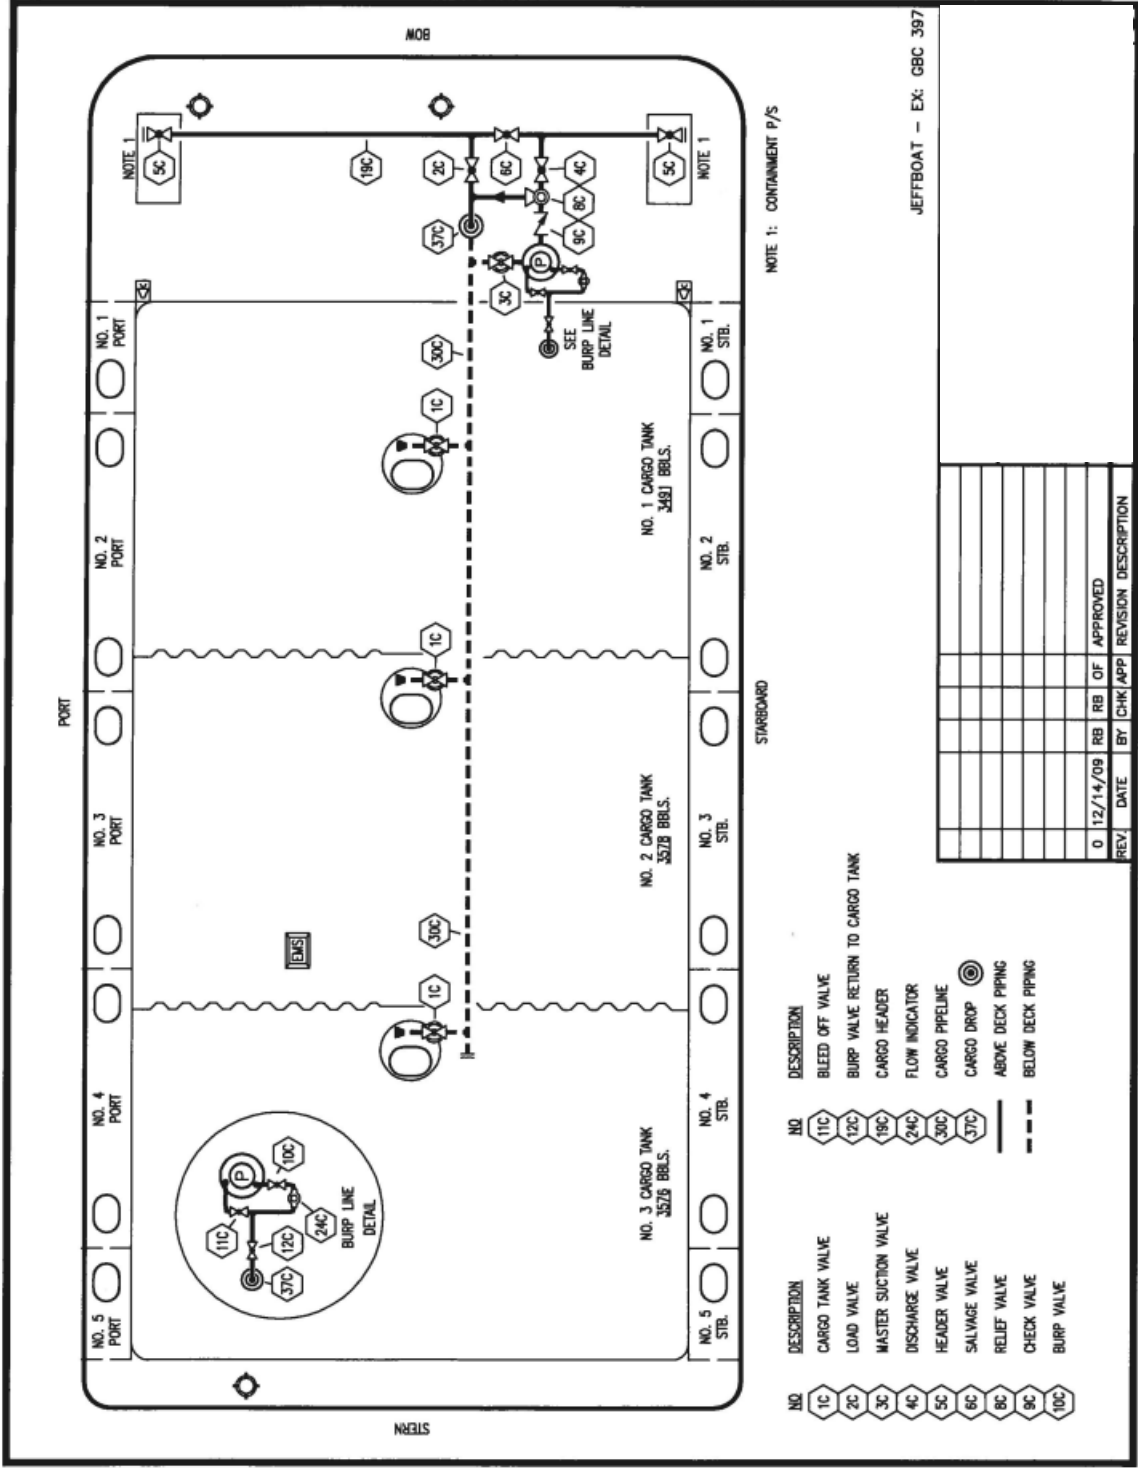 BOW
STERN
PORT
STARBOARD
NOTE 1
5C
19C
2C
6C
4C
5C
NOTE 1
37C
8C
9C
3C
P
SEE
BURP LINE
DETAIL
NO. 1
PORT
NO. 2
PORT
NO. 3
PORT
NO. 4
PORT
NO. 5
PORT
30C
1C
1C
30C
1C
EMS
NO. 1 CARGO TANK
3491 BBLS.
NO. 2 CARGO TANK
3578 BBLS.
NO. 3 CARGO TANK
3576 BBLS.
NO. 1
STB.
NO. 2
STB.
NO. 3
STB.
NO. 4
STB.
NO. 5
STB.
P
10C
11C
24C
12C
37C
BURP LINE
DETAIL
NOTE 1: CONTAINMENT P/S
JEFFBOAT - EX: GBC 397
NO DESCRIPTION
1C CARGO TANK VALVE
2C LOAD VALVE
3C MASTER SUCTION VALVE
4C DISCHARGE VALVE
5C HEADER VALVE
6C SALVAGE VALVE
8C RELIEF VALVE
9C CHECK VALVE
10C BURP VALVE
NO DESCRIPTION
11C BLEED OFF VALVE
12C BURP VALVE RETURN TO CARGO TANK
19C CARGO HEADER
24C FLOW INDICATOR
30C CARGO PIPELINE
37C CARGO DROP
ABOVE DECK PIPING
BELOW DECK PIPING
0 12/14/09 RB RB OF APPROVED
REV. DATE BY CHK APP REVISION DESCRIPTION